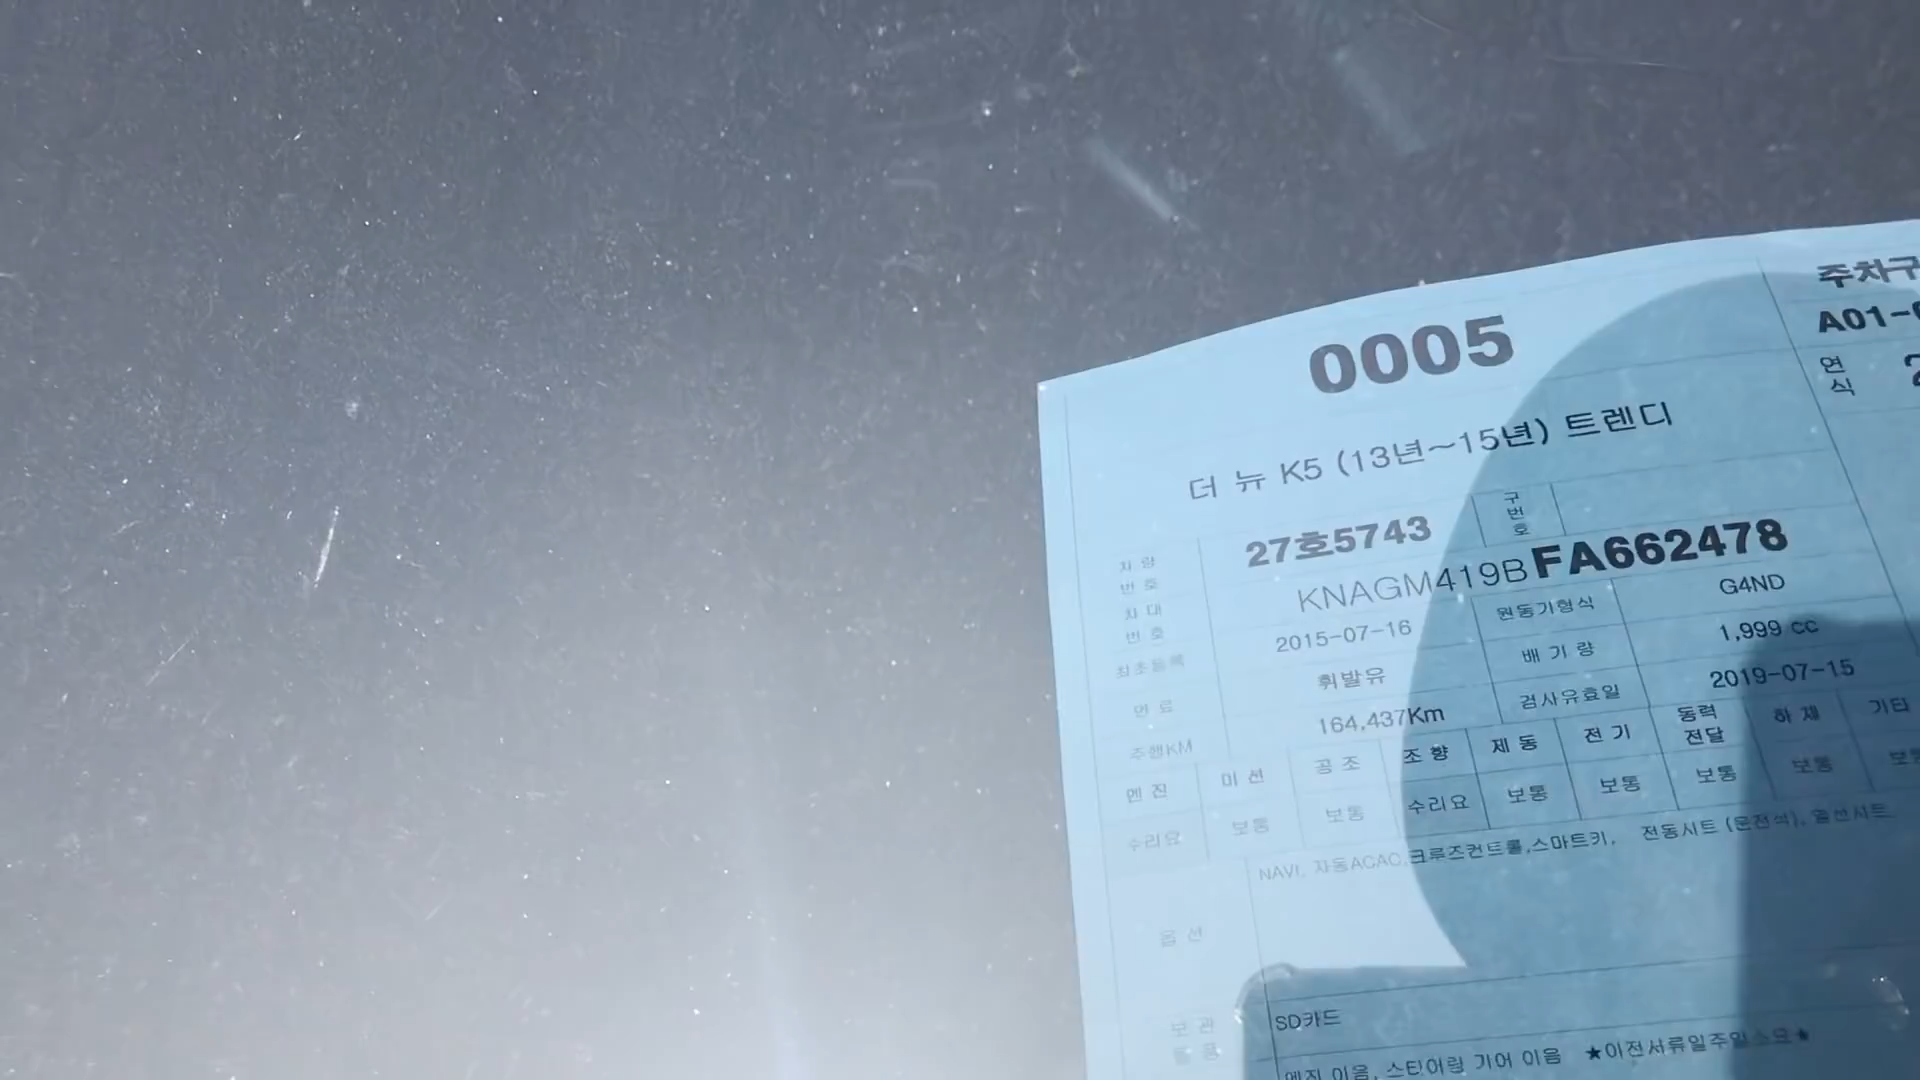 0005
주차구
A01-
연식
더 뉴 K5 (13년~15년) 트렌디
차량번호 27호5743 구번호
차대번호 KNAGM419BFA662478
최초등록 2015-07-16 원동기형식 G4ND
연료 휘발유 배기량 1,999 cc
주행KM 164,437Km 검사유효일 2019-07-15
엔진 미션 공조 조향 제동 전기 동력전달 하체 기타
수리요 보통 보통 수리요 보통 보통 보통 보통 보통
옵션 NAVI, 자동ACAC,크루즈컨트롤,스마트키, 전동시트 (운전석), 열선시트
보관물품 SD카드
엔진 이음, 스티어링 기어 이음 ★이전서류일주일소요★